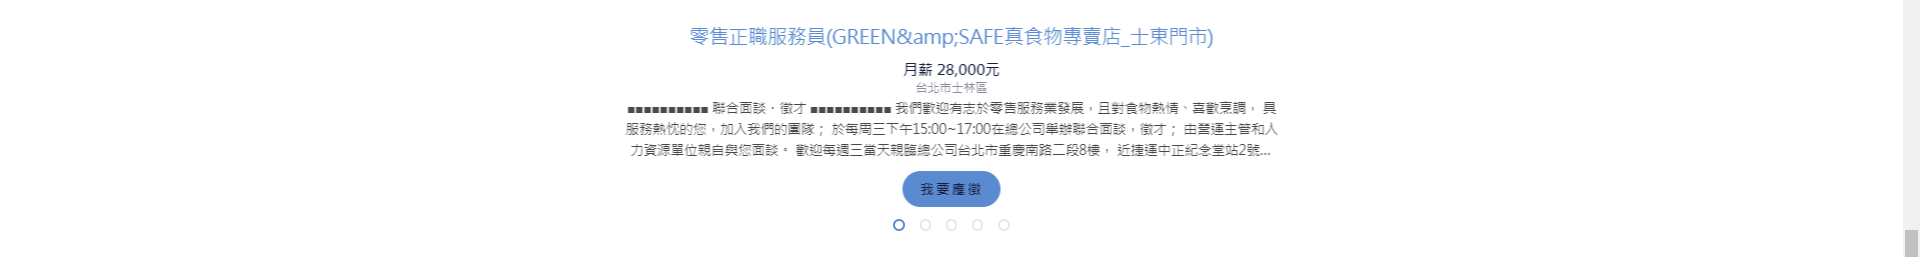 零售正職服務員(GREEN&amp;SAFE真食物專賣店_士東門市)
月薪 28,000元
台北市士林區
■■■■■■■■■■ 聯合面談．徵才 ■■■■■■■■■■ 我們歡迎有志於零售服務業發展，且對食物熱情、喜歡烹調， 具
服務熱忱的您，加入我們的團隊； 於每周三下午15:00~17:00在總公司舉辦聯合面談，徵才； 由營運主管和人
力資源單位親自與您面談。 歡迎每週三當天親臨總公司台北市重慶南路二段8樓， 近捷運中正紀念堂站2號...
我要應徵